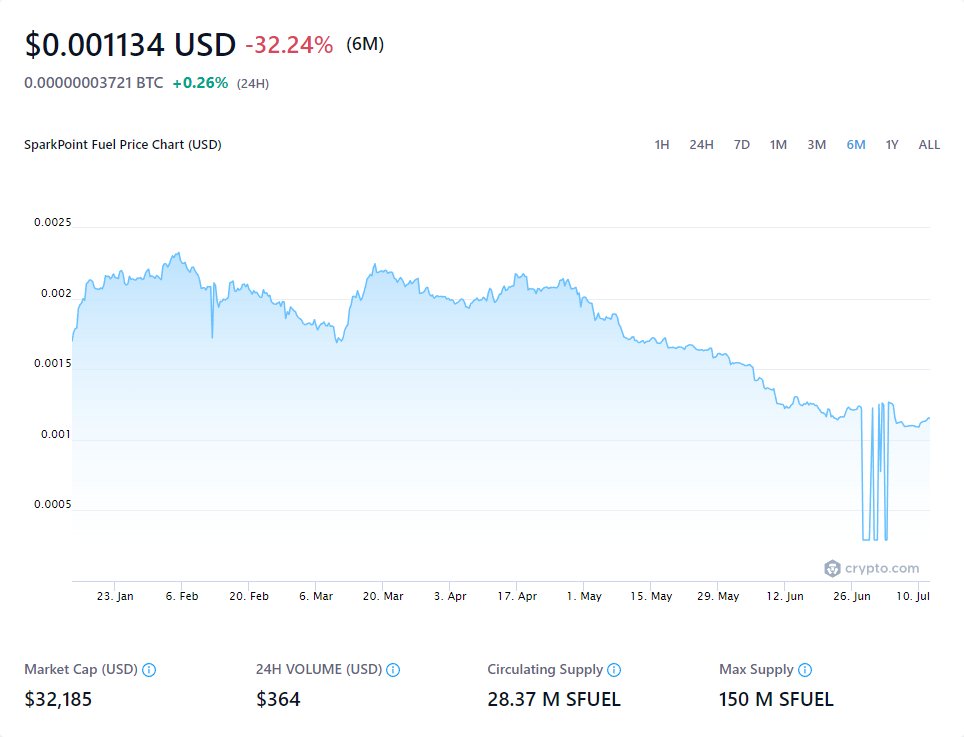 $0.001134 USD -32.24% (6M)
0.00000003721 BTC +0.26% (24H)
SparkPoint Fuel Price Chart (USD) 1H 24H 7D 1M 3M 6M 1Y ALL
0.0025
0.002
0.0015
0.001
0.0005
crypto.com
23. Jan 6. Feb 20. Feb 6. Mar 20. Mar 3. Apr 17. Apr 1. May 15. May 29. May 12. Jun 26. Jun 10. Jul
Market Cap (USD) 24H VOLUME (USD) Circulating Supply Max Supply
$32,185 $364 28.37 M SFUEL 150 M SFUEL